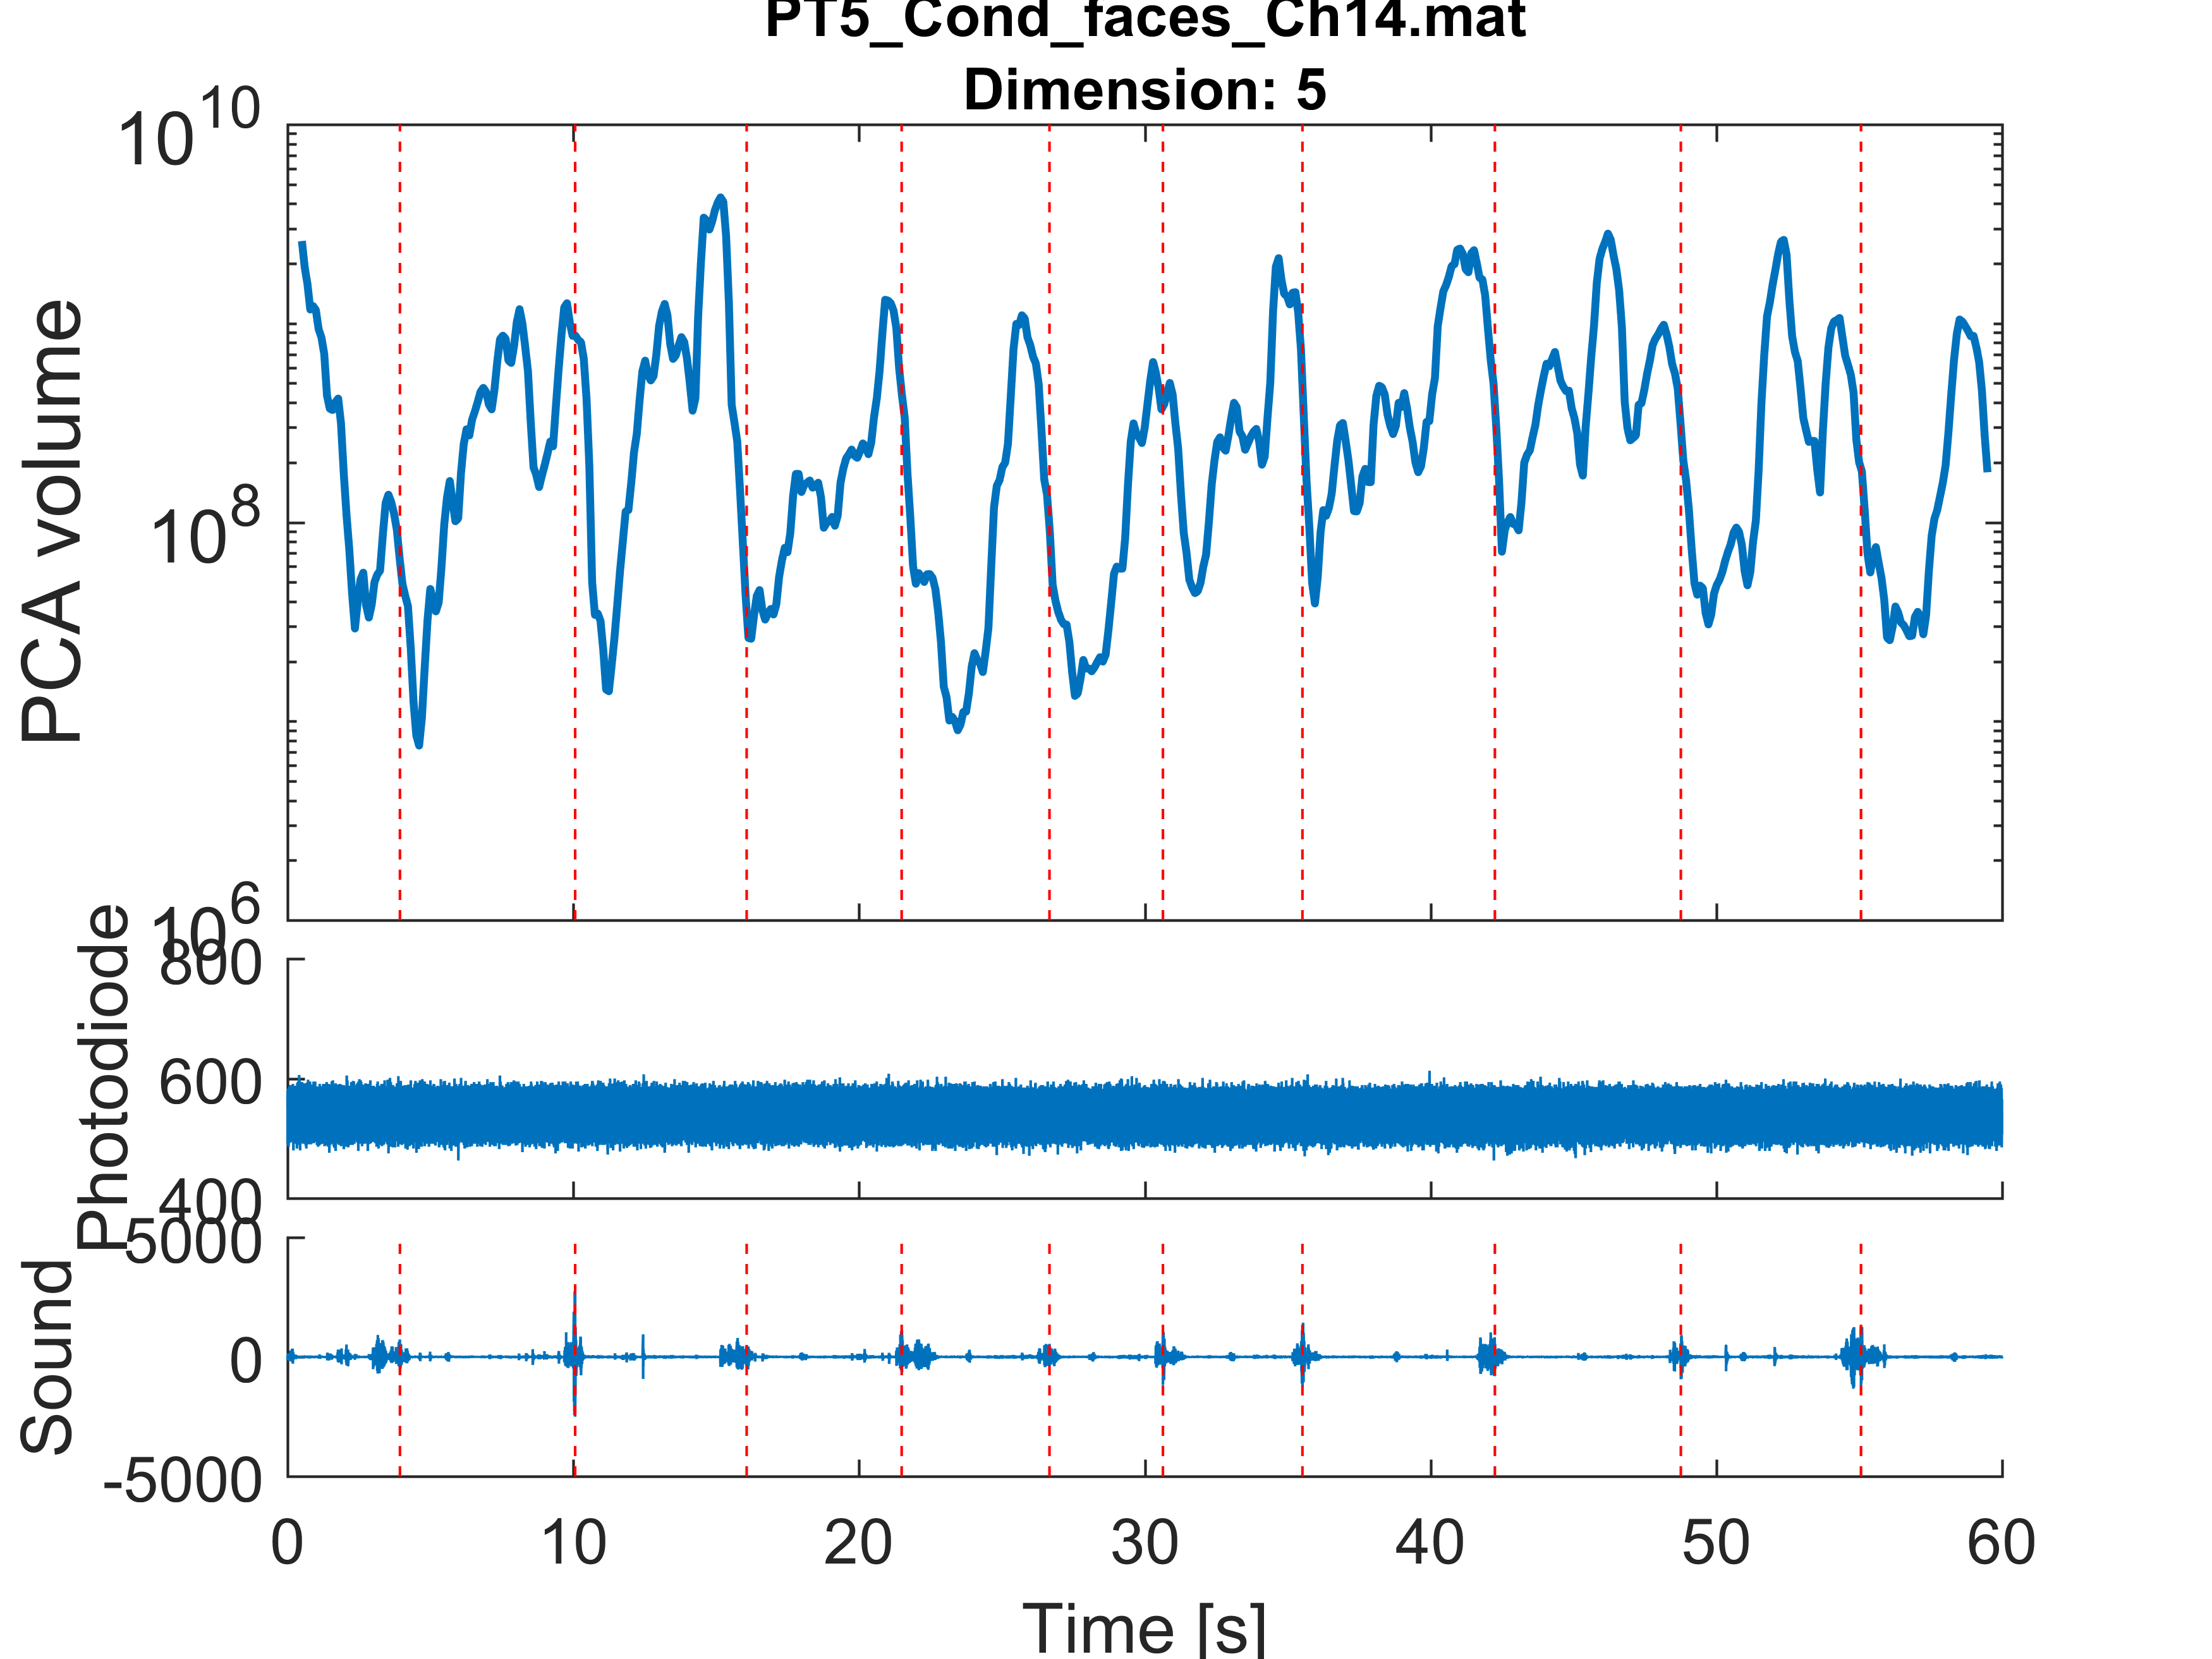 PT5_Cond_faces_Ch14.mat
Dimension: 5
10^10
10^8
10^6
PCA volume
800
600
400
Photodiode
5000
0
-5000
Sound
0 10 20 30 40 50 60
Time [s]